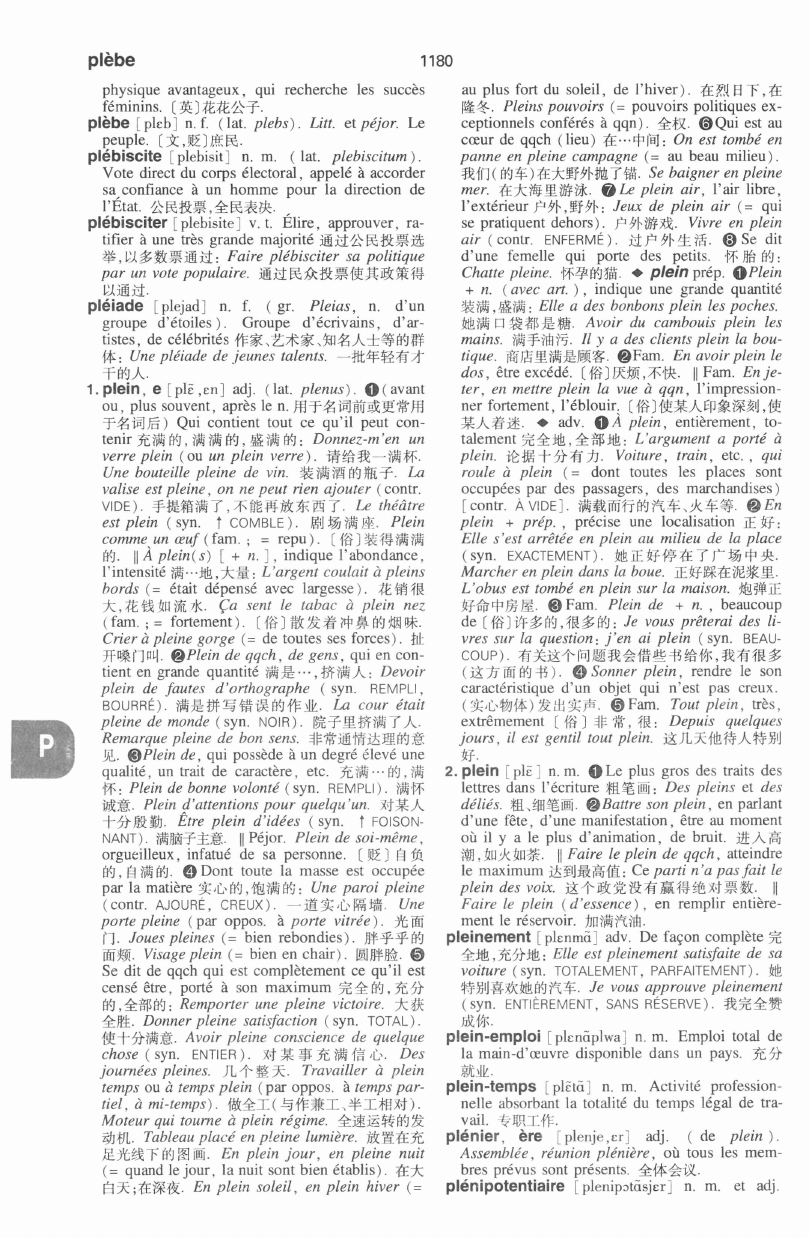 plèbe
1180
physique avantageux, qui recherche les succès
féminins. [英]花花公子.
plèbe [plɛb] n. f. (lat. plebs). Litt. et péjor. Le
peuple. [文,贬]庶民.
plébiscite [plebisit] n. m. (lat. plebiscitum).
Vote direct du corps électoral, appelé à accorder
sa confiance à un homme pour la direction de
l'État. 公民投票,全民表决.
plébisciter [plebisite] v. t. Élire, approuver, ra-
tifier à une très grande majorité 通过公民投票选
举,以多数票通过: Faire plébisciter sa politique
par un vote populaire. 通过民众投票使其政策得
以通过.
pléiade [plejad] n. f. (gr. Pleias, n. d'un
groupe d'étoiles). Groupe d'écrivains, d'ar-
tistes, de célébrités 作家、艺术家、知名人士等的群
体: Une pléiade de jeunes talents. 一批年轻有才
干的人.
1. plein, e [plɛ̃,ɛn] adj. (lat. plenus). ❶(avant
ou, plus souvent, après le n. 用于名词前或更常用
于名词后) Qui contient tout ce qu'il peut con-
tenir 充满的,满满的,盛满的: Donnez-m'en un
verre plein (ou un plein verre). 请给我一满杯.
Une bouteille pleine de vin. 装满酒的瓶子. La
valise est pleine, on ne peut rien ajouter (contr.
VIDE). 手提箱满了,不能再放东西了. Le théâtre
est plein (syn. ↑ COMBLE). 剧场满座. Plein
comme un œuf (fam. ; = repu). [俗]装得满满
的. ‖ À plein(s) [ + n. ], indique l'abondance,
l'intensité 满…地,大量: L'argent coulait à pleins
bords (= était dépensé avec largesse). 花销很
大,花钱如流水. Ça sent le tabac à plein nez
(fam. ; = fortement). [俗]散发着冲鼻的烟味.
Crier à pleine gorge (= de toutes ses forces). 扯
开嗓门叫. ❷Plein de qqch, de gens, qui en con-
tient en grande quantité 满是…,挤满人: Devoir
plein de fautes d'orthographe (syn. REMPLI,
BOURRÉ). 满是拼写错误的作业. La cour était
pleine de monde (syn. NOIR). 院子里挤满了人.
Remarque pleine de bon sens. 非常通情达理的意
见. ❸Plein de, qui possède à un degré élevé une
qualité, un trait de caractère, etc. 充满…的,满
怀: Plein de bonne volonté (syn. REMPLI). 满怀
诚意. Plein d'attentions pour quelqu'un. 对某人
十分殷勤. Être plein d'idées (syn. ↑ FOISON-
NANT). 满脑子主意. ‖ Péjor. Plein de soi-même,
orgueilleux, infatué de sa personne. [贬]自负
的,自满的. ❹Dont toute la masse est occupée
par la matière 实心的,饱满的: Une paroi pleine
(contr. AJOURÉ, CREUX). 一道实心隔墙. Une
porte pleine (par oppos. à porte vitrée). 光面
门. Joues pleines (= bien rebondies). 胖乎乎的
面颊. Visage plein (= bien en chair). 圆胖脸. ❺
Se dit de qqch qui est complètement ce qu'il est
censé être, porté à son maximum 完全的,充分
的,全部的: Remporter une pleine victoire. 大获
全胜. Donner pleine satisfaction (syn. TOTAL).
使十分满意. Avoir pleine conscience de quelque
chose (syn. ENTIER). 对某事充满信心. Des
journées pleines. 几个整天. Travailler à plein
temps ou à temps plein (par oppos. à temps par-
tiel, à mi-temps). 做全工(与作兼工、半工相对).
Moteur qui tourne à plein régime. 全速运转的发
动机. Tableau placé en pleine lumière. 放置在充
足光线下的图画. En plein jour, en pleine nuit
(= quand le jour, la nuit sont bien établis). 在大
白天;在深夜. En plein soleil, en plein hiver (=
au plus fort du soleil, de l'hiver). 在烈日下,在
隆冬. Pleins pouvoirs (= pouvoirs politiques ex-
ceptionnels conférés à qqn). 全权. ❻Qui est au
cœur de qqch (lieu) 在…中间: On est tombé en
panne en pleine campagne (= au beau milieu).
我们(的车)在大野外抛了锚. Se baigner en pleine
mer. 在大海里游泳. ❼Le plein air, l'air libre,
l'extérieur 户外,野外: Jeux de plein air (= qui
se pratiquent dehors). 户外游戏. Vivre en plein
air (contr. ENFERMÉ). 过户外生活. ❽Se dit
d'une femelle qui porte des petits. 怀胎的:
Chatte pleine. 怀孕的猫. ◆ plein prép. ❶Plein
+ n. (avec art.), indique une grande quantité
装满,盛满: Elle a des bonbons plein les poches.
她满口袋都是糖. Avoir du cambouis plein les
mains. 满手油污. Il y a des clients plein la bou-
tique. 商店里满是顾客. ❷Fam. En avoir plein le
dos, être excédé. [俗]厌烦,不快. ‖ Fam. En je-
ter, en mettre plein la vue à qqn, l'impression-
ner fortement, l'éblouir. [俗]使某人印象深刻,使
某人着迷. ◆ adv. ❶À plein, entièrement, to-
talement 完全地,全部地: L'argument a porté à
plein. 论据十分有力. Voiture, train, etc., qui
roule à plein (= dont toutes les places sont
occupées par des passagers, des marchandises)
[contr. À VIDE]. 满载而行的汽车、火车等. ❷En
plein + prép., précise une localisation 正好:
Elle s'est arrêtée en plein au milieu de la place
(syn. EXACTEMENT). 她正好停在了广场中央.
Marcher en plein dans la boue. 正好踩在泥浆里.
L'obus est tombé en plein sur la maison. 炮弹正
好命中房屋. ❸Fam. Plein de + n., beaucoup
de [俗]许多的,很多的: Je vous prêterai des li-
vres sur la question; j'en ai plein (syn. BEAU-
COUP). 有关这个问题我会借些书给你,我有很多
(这方面的书). ❹Sonner plein, rendre le son
caractéristique d'un objet qui n'est pas creux.
(实心物体)发出实声. ❺Fam. Tout plein, très,
extrêmement [俗]非常,很: Depuis quelques
jours, il est gentil tout plein. 这几天他待人特别
好.
2. plein [plɛ̃] n. m. ❶Le plus gros des traits des
lettres dans l'écriture 粗笔画: Des pleins et des
déliés. 粗、细笔画. ❷Battre son plein, en parlant
d'une fête, d'une manifestation, être au moment
où il y a le plus d'animation, de bruit. 进入高
潮,如火如荼. ‖ Faire le plein de qqch, atteindre
le maximum 达到最高值: Ce parti n'a pas fait le
plein des voix. 这个政党没有赢得绝对票数. ‖
Faire le plein (d'essence), en remplir entière-
ment le réservoir. 加满汽油.
pleinement [plɛnmɑ̃] adv. De façon complète 完
全地,充分地: Elle est pleinement satisfaite de sa
voiture (syn. TOTALEMENT, PARFAITEMENT). 她
特别喜欢她的汽车. Je vous approuve pleinement
(syn. ENTIÈREMENT, SANS RÉSERVE). 我完全赞
成你.
plein-emploi [plɛnɑ̃plwa] n. m. Emploi total de
la main-d'œuvre disponible dans un pays. 充分
就业.
plein-temps [plɛ̃tɑ̃] n. m. Activité profession-
nelle absorbant la totalité du temps légal de tra-
vail. 专职工作.
plénier, ère [plenje,ɛr] adj. (de plein).
Assemblée, réunion plénière, où tous les mem-
bres prévus sont présents. 全体会议.
plénipotentiaire [plenipɔtɑ̃sjɛr] n. m. et adj.
P